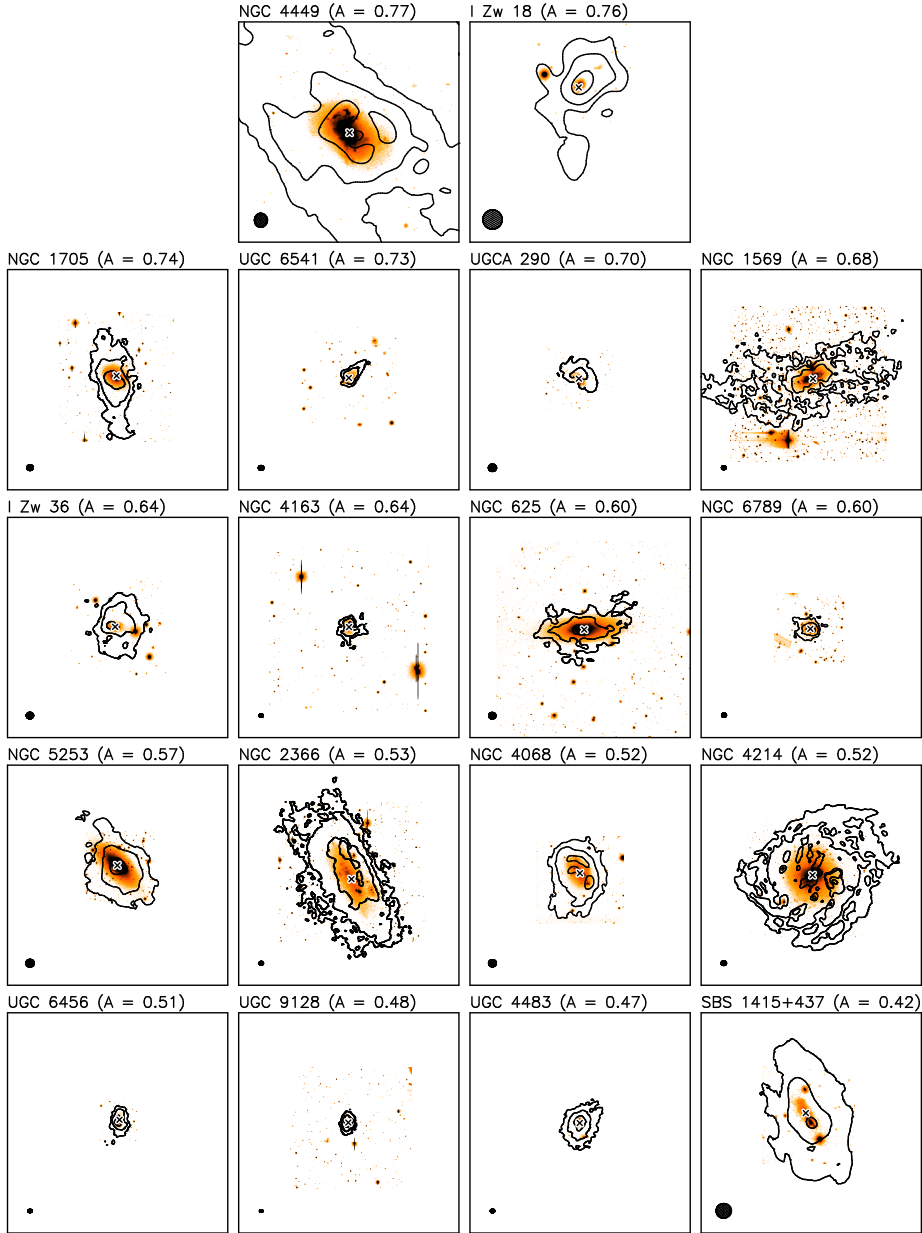 NGC 4449 (A = 0.77)
I Zw 18 (A = 0.76)
NGC 1705 (A = 0.74)
UGC 6541 (A = 0.73)
UGCA 290 (A = 0.70)
NGC 1569 (A = 0.68)
I Zw 36 (A = 0.64)
NGC 4163 (A = 0.64)
NGC 625 (A = 0.60)
NGC 6789 (A = 0.60)
NGC 5253 (A = 0.57)
NGC 2366 (A = 0.53)
NGC 4068 (A = 0.52)
NGC 4214 (A = 0.52)
UGC 6456 (A = 0.51)
UGC 9128 (A = 0.48)
UGC 4483 (A = 0.47)
SBS 1415+437 (A = 0.42)